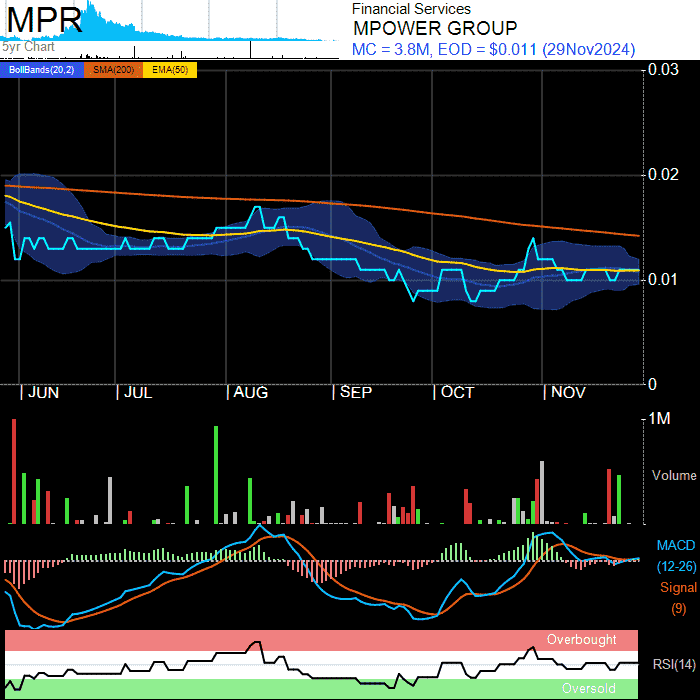 MPR
5yr Chart
Financial Services
MPOWER GROUP
MC = 3.8M, EOD = $0.011 (29Nov2024)
BollBands(20,2) SMA(200) EMA(50)
0.03
0.02
0.01
0
JUN JUL AUG SEP OCT NOV
1M
Volume
MACD
(12-26)
Signal
(9)
Overbought
RSI(14)
Oversold